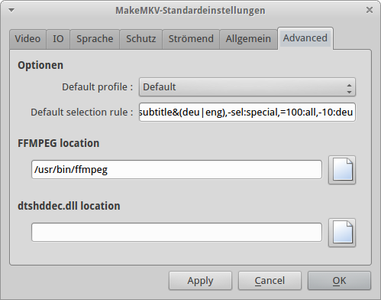 MakeMKV-Standardeinstellungen
Video IO Sprache Schutz Strömend Allgemein Advanced
Optionen
Default profile : Default
Default selection rule : subtitle&(deu|eng),-sel:special,=100:all,-10:deu
FFMPEG location
/usr/bin/ffmpeg
dtshddec.dll location
Apply Cancel OK